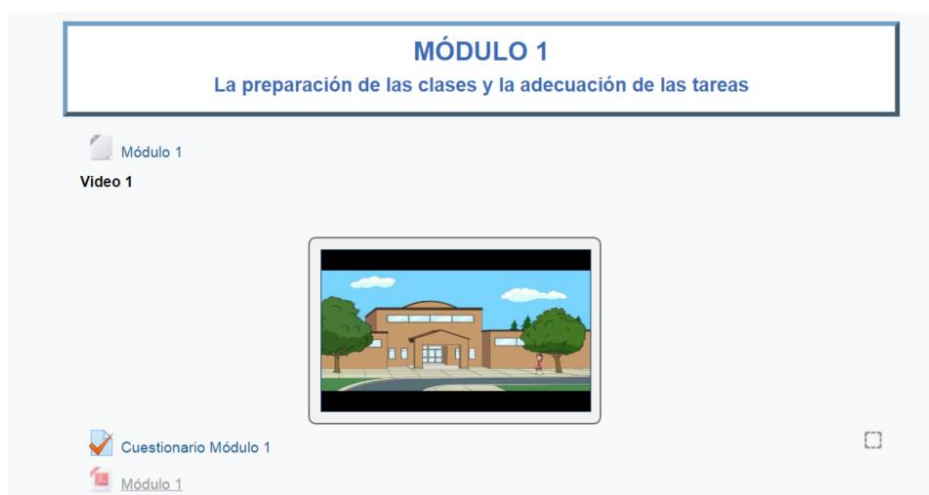 MÓDULO 1
La preparación de las clases y la adecuación de las tareas
Módulo 1
Video 1
Cuestionario Módulo 1
Módulo 1